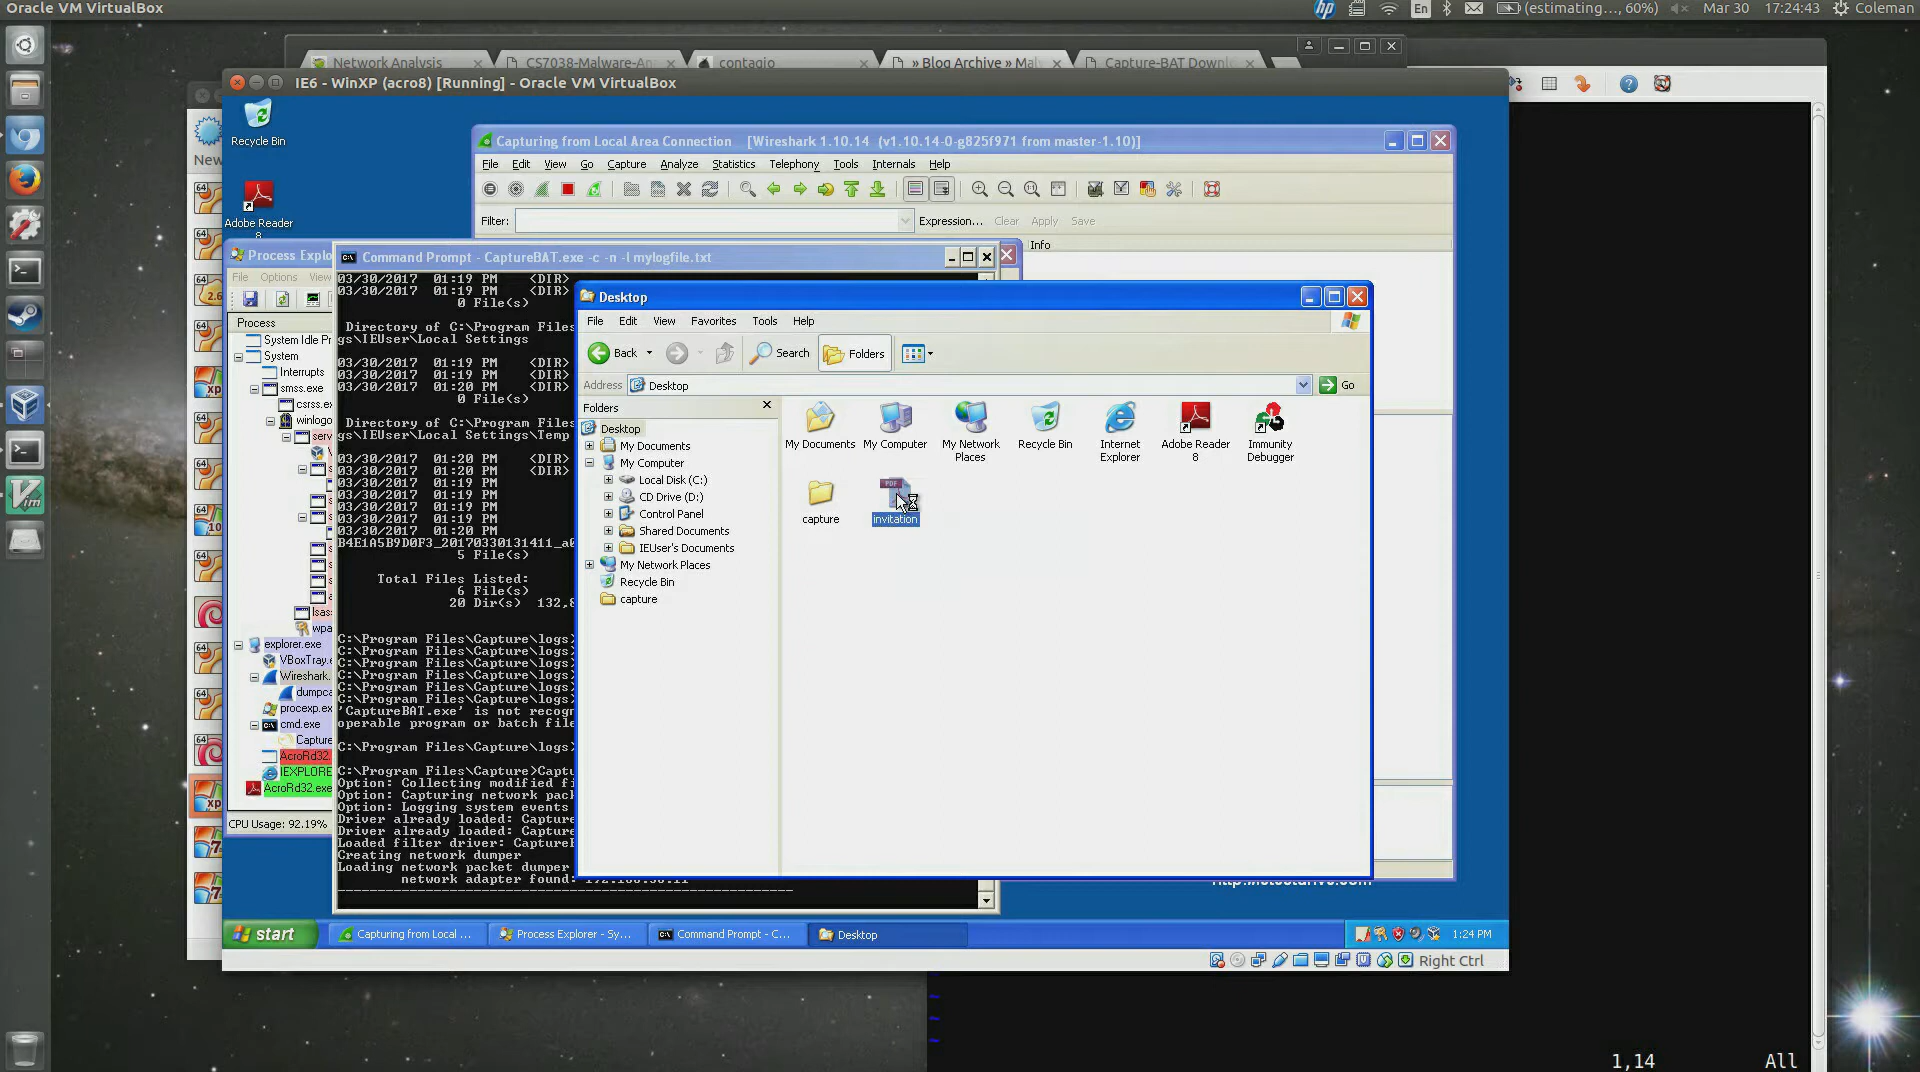 Oracle VM VirtualBox
En
(estimating..., 60%)
Mar 30
17:24:43
Coleman
Network Analysis
CS7038-Malware-An
contagio
» Blog Archive » Mal
Capture-BAT Downl
IE6 - WinXP (acro8) [Running] - Oracle VM VirtualBox
New
Recycle Bin
Adobe Reader
8
Capturing from Local Area Connection [Wireshark 1.10.14 (v1.10.14-0-g825f971 from master-1.10)]
File Edit View Go Capture Analyze Statistics Telephony Tools Internals Help
Filter:
Expression... Clear Apply Save
Info
Process Explo
File Options View
Process
System Idle Pr
System
Interrupts
smss.exe
csrss.ex
winlogo
serv
lsass
wpa
explorer.exe
VBoxTray.e
Wireshark.
dumpca
procexp.ex
cmd.exe
Capture
AcroRd32.
IEXPLORE
AcroRd32.exe
CPU Usage: 92.19%
Command Prompt - CaptureBAT.exe -c -n -l mylogfile.txt
03/30/2017 01:19 PM <DIR>
03/30/2017 01:19 PM <DIR>
0 File(s)
Directory of C:\Program Files
gs\IEUser\Local Settings
03/30/2017 01:19 PM <DIR>
03/30/2017 01:19 PM <DIR>
03/30/2017 01:20 PM <DIR>
0 File(s)
Directory of C:\Program Files
gs\IEUser\Local Settings\Temp
03/30/2017 01:20 PM <DIR>
03/30/2017 01:20 PM <DIR>
03/30/2017 01:19 PM
03/30/2017 01:19 PM
03/30/2017 01:19 PM
03/30/2017 01:19 PM
03/30/2017 01:20 PM
B4E1A5B9D0F3_20170330131411_a0
5 File(s)
Total Files Listed:
6 File(s)
20 Dir(s) 132,8
C:\Program Files\Capture\logs>
C:\Program Files\Capture\logs>
C:\Program Files\Capture\logs>
C:\Program Files\Capture\logs>
C:\Program Files\Capture\logs>
C:\Program Files\Capture\logs>
'CaptureBAT.exe' is not recogn
operable program or batch file
C:\Program Files\Capture\logs>
C:\Program Files\Capture>Captu
Option: Collecting modified fi
Option: Capturing network pack
Option: Logging system events
Driver already loaded: Capture
Driver already loaded: Capture
Loaded filter driver: CaptureB
Creating network dumper
Loading network packet dumper
network adapter found:
Desktop
File Edit View Favorites Tools Help
Back Search Folders
Address Desktop Go
Folders
Desktop
My Documents
My Computer
Local Disk (C:)
CD Drive (D:)
Control Panel
Shared Documents
IEUser's Documents
My Network Places
Recycle Bin
capture
My Documents
My Computer
My Network
Places
Recycle Bin
Internet
Explorer
Adobe Reader
8
Immunity
Debugger
capture
PDF
invitation
start
Capturing from Local ...
Process Explorer - Sy...
Command Prompt - C...
Desktop
1:24 PM
Right Ctrl
1,14
All